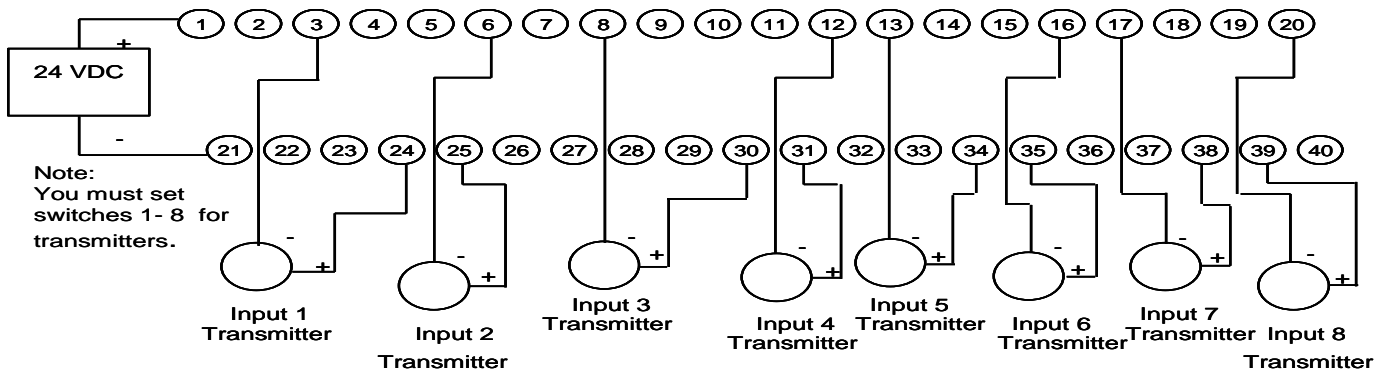 1 2 3 4 5 6 7 8 9 10 11 12 13 14 15 16 17 18 19 20
+
24 VDC
-
21 22 23 24 25 26 27 28 29 30 31 32 33 34 35 36 37 38 39 40
Note:
You must set
switches 1- 8 for
transmitters.
- +
Input 1
Transmitter
- +
Input 2
Transmitter
- +
Input 3
Transmitter
- +
Input 4
Transmitter
- +
Input 5
Transmitter
- +
Input 6
Transmitter
- +
Input 7
Transmitter
- +
Input 8
Transmitter